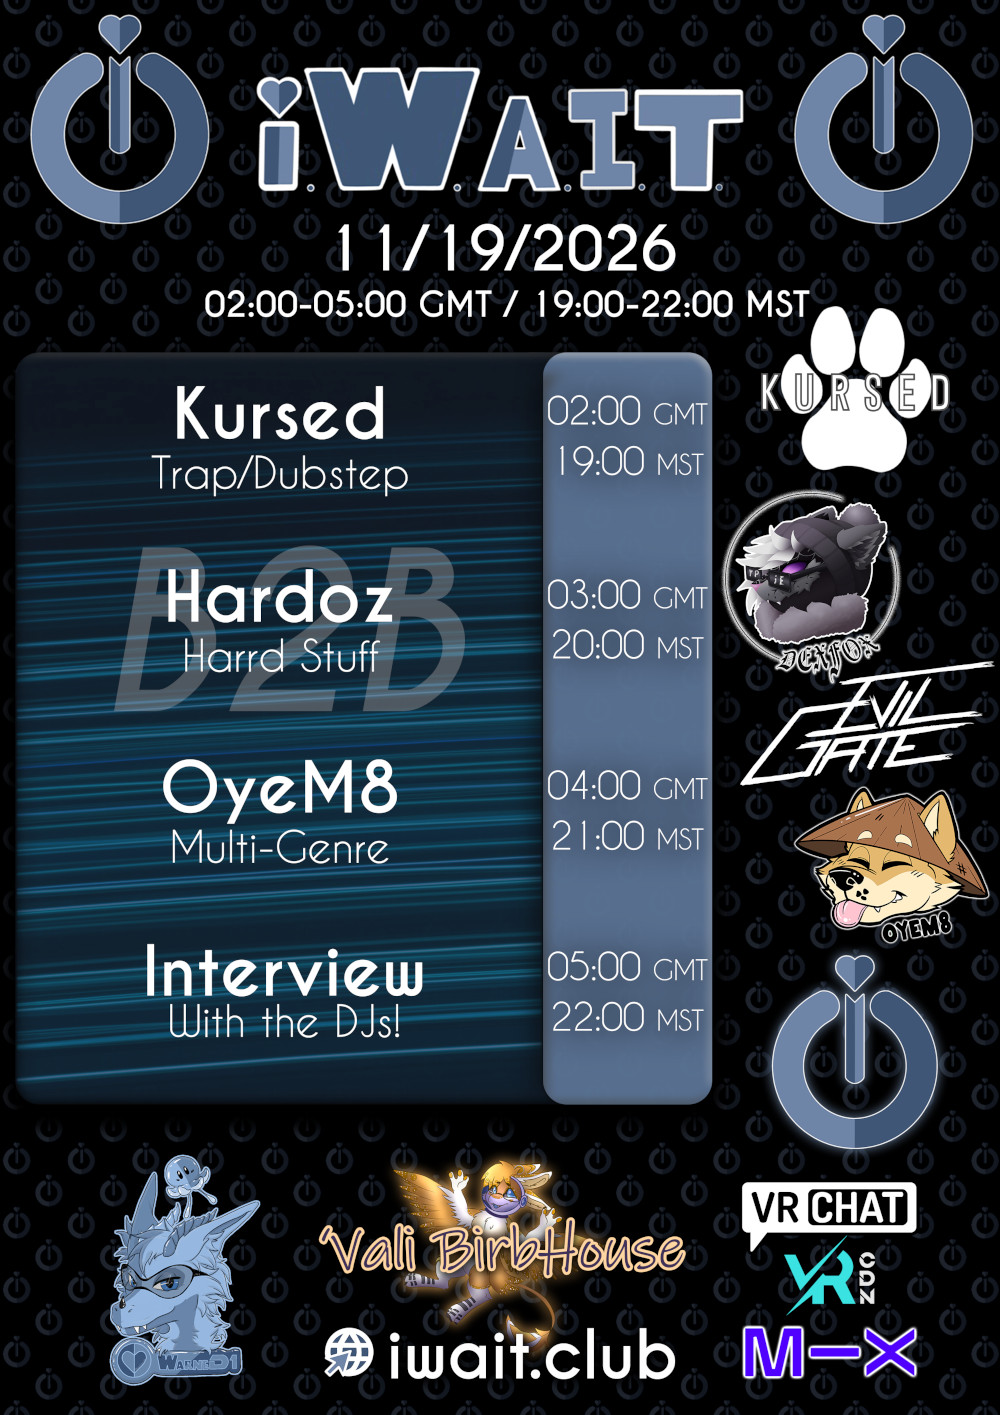 i.W.A.I.T.
11/19/2026
02:00-05:00 GMT / 19:00-22:00 MST
Kursed
Trap/Dubstep
02:00 GMT
19:00 MST
B2B
Hardoz
Harrd Stuff
03:00 GMT
20:00 MST
OyeM8
Multi-Genre
04:00 GMT
21:00 MST
Interview
With the DJs!
05:00 GMT
22:00 MST
KURSED
DEXFOX
EVIL
GATE
OYEM8
WARNE01
'Vali BirbHouse
iwait.club
VRCHAT
VR CDN
M-X